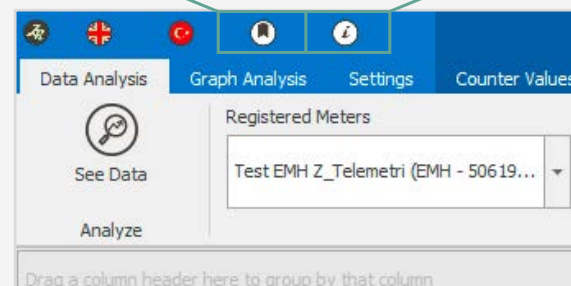 Data Analysis Graph Analysis Settings Counter Values
Registered Meters
See Data
Test EMH Z_Telemetri (EMH - 50619...
Analyze
Drag a column header here to group by that column